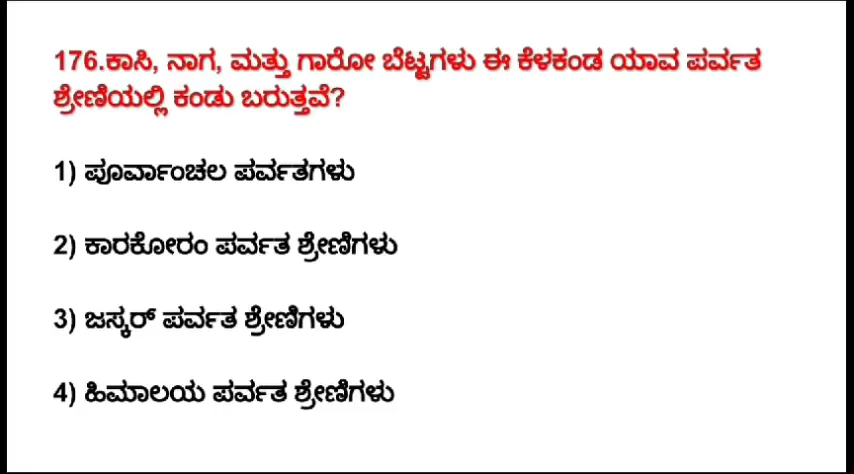 176.ಕಾಸಿ, ನಾಗ, ಮತ್ತು ಗಾರೋ ಬೆಟ್ಟಗಳು ಈ ಕೆಳಕಂಡ ಯಾವ ಪರ್ವತ
ಶ್ರೇಣಿಯಲ್ಲಿ ಕಂಡು ಬರುತ್ತವೆ?
1) ಪೂರ್ವಾಂಚಲ ಪರ್ವತಗಳು
2) ಕಾರಕೋರಂ ಪರ್ವತ ಶ್ರೇಣಿಗಳು
3) ಜಸ್ಕರ್ ಪರ್ವತ ಶ್ರೇಣಿಗಳು
4) ಹಿಮಾಲಯ ಪರ್ವತ ಶ್ರೇಣಿಗಳು